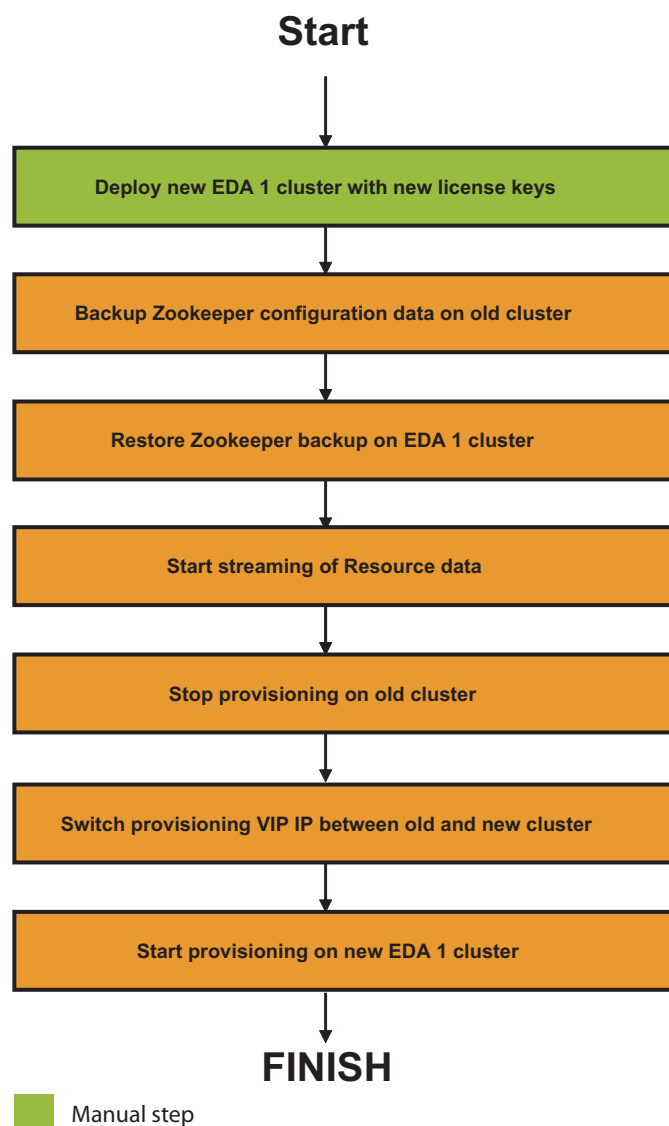 Start
Deploy new EDA 1 cluster with new license keys
Backup Zookeeper configuration data on old cluster
Restore Zookeeper backup on EDA 1 cluster
Start streaming of Resource data
Stop provisioning on old cluster
Switch provisioning VIP IP between old and new cluster
Start provisioning on new EDA 1 cluster
FINISH
Manual step